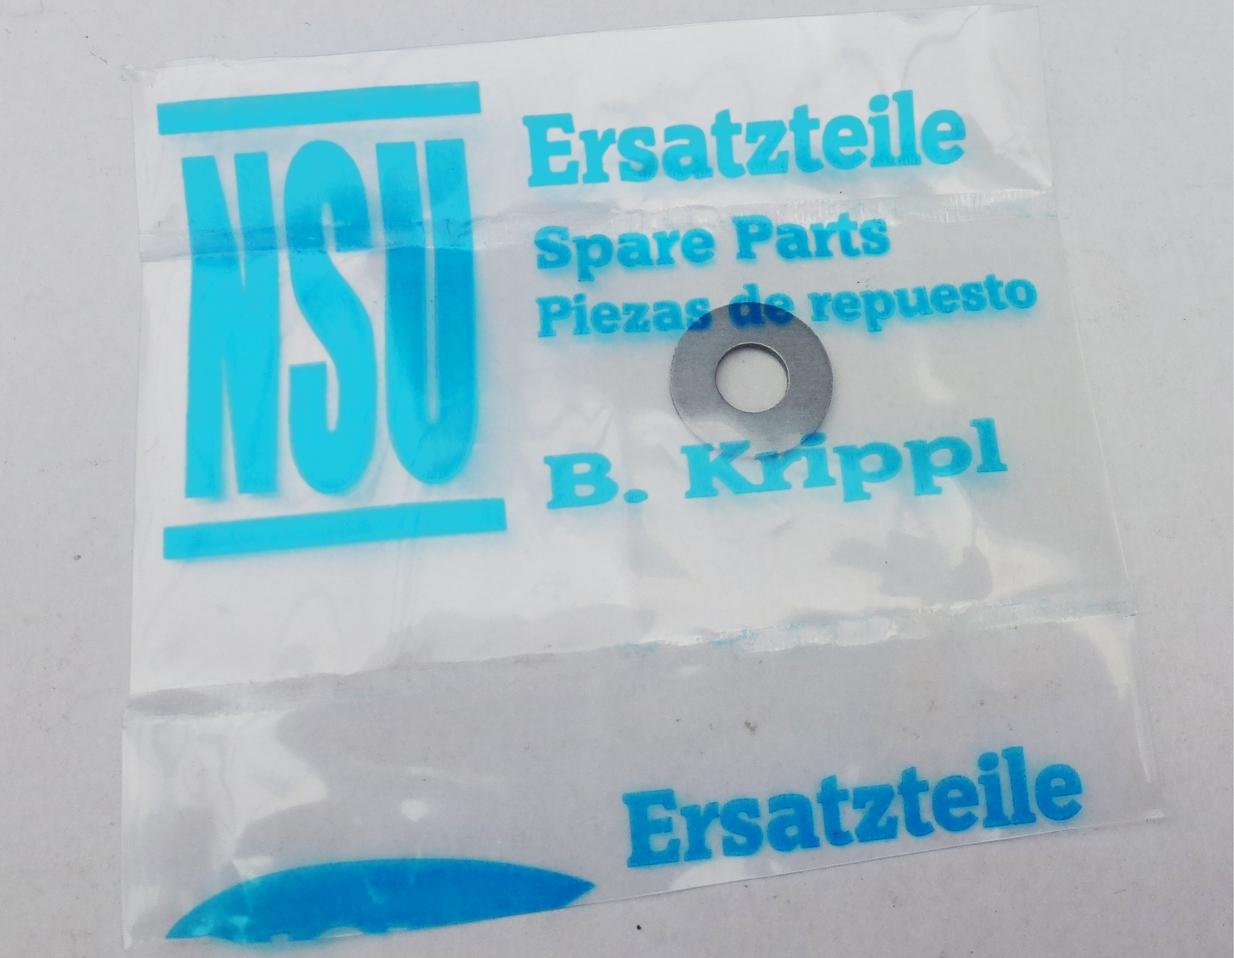 NSU
Ersatzteile
Spare Parts
Piezas de repuesto
B. Krippl
Ersatzteile